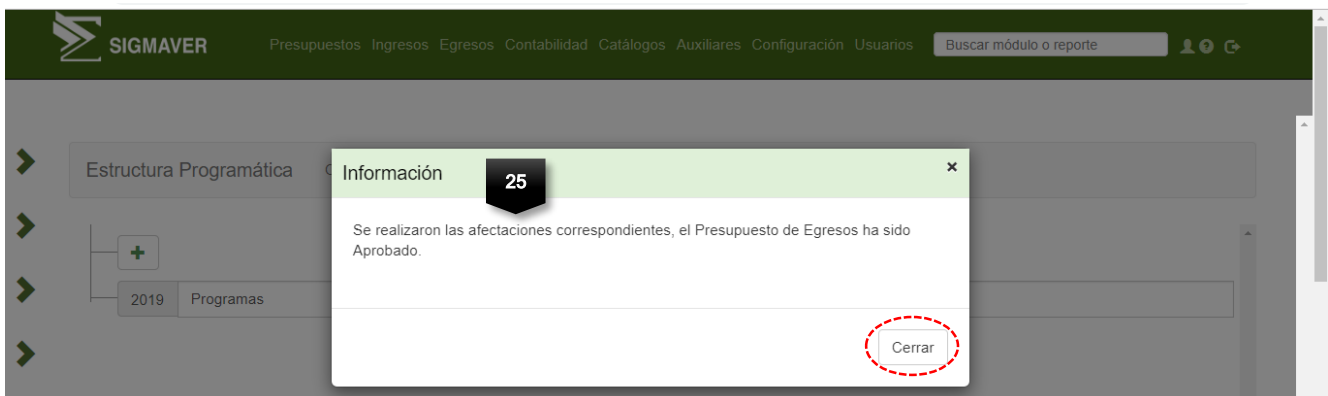 SIGMAVER
Presupuestos Ingresos Egresos Contabilidad Catálogos Auxiliares Configuración Usuarios
Buscar módulo o reporte
Estructura Programática
Información
25
×
Se realizaron las afectaciones correspondientes, el Presupuesto de Egresos ha sido
Aprobado.
2019 Programas
Cerrar